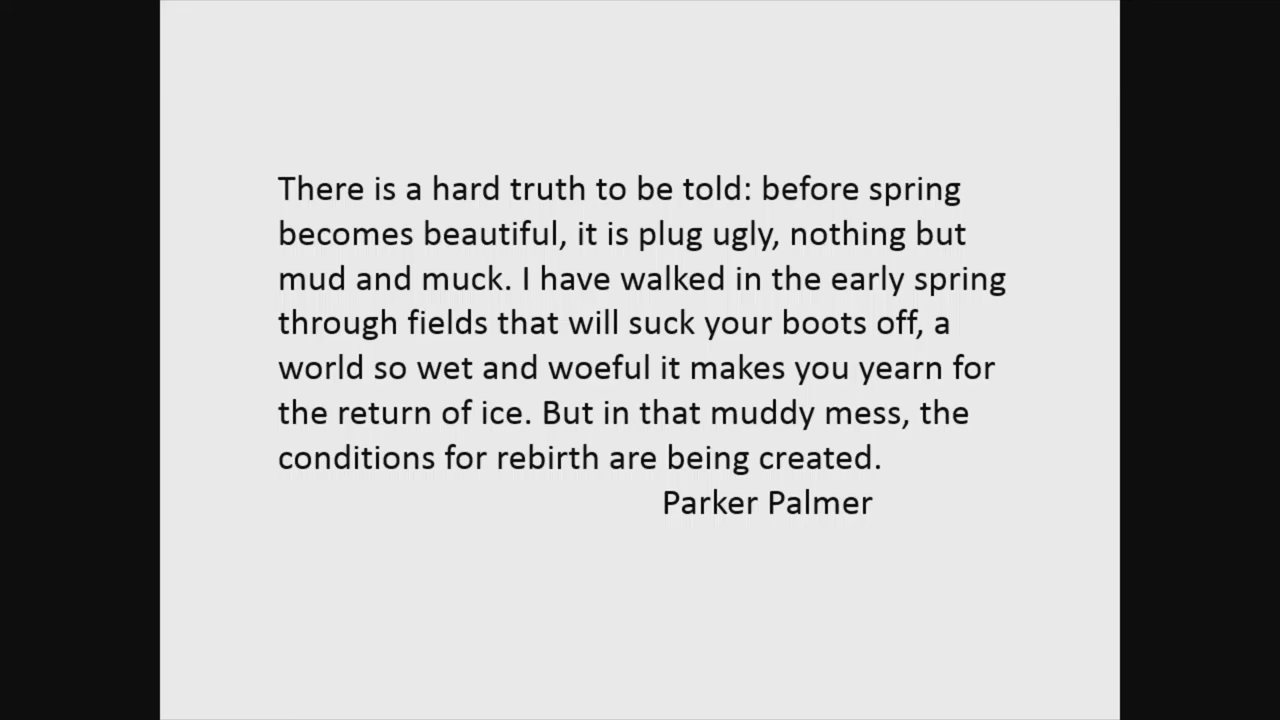 There is a hard truth to be told: before spring
becomes beautiful, it is plug ugly, nothing but
mud and muck. I have walked in the early spring
through fields that will suck your boots off, a
world so wet and woeful it makes you yearn for
the return of ice. But in that muddy mess, the
conditions for rebirth are being created.
Parker Palmer